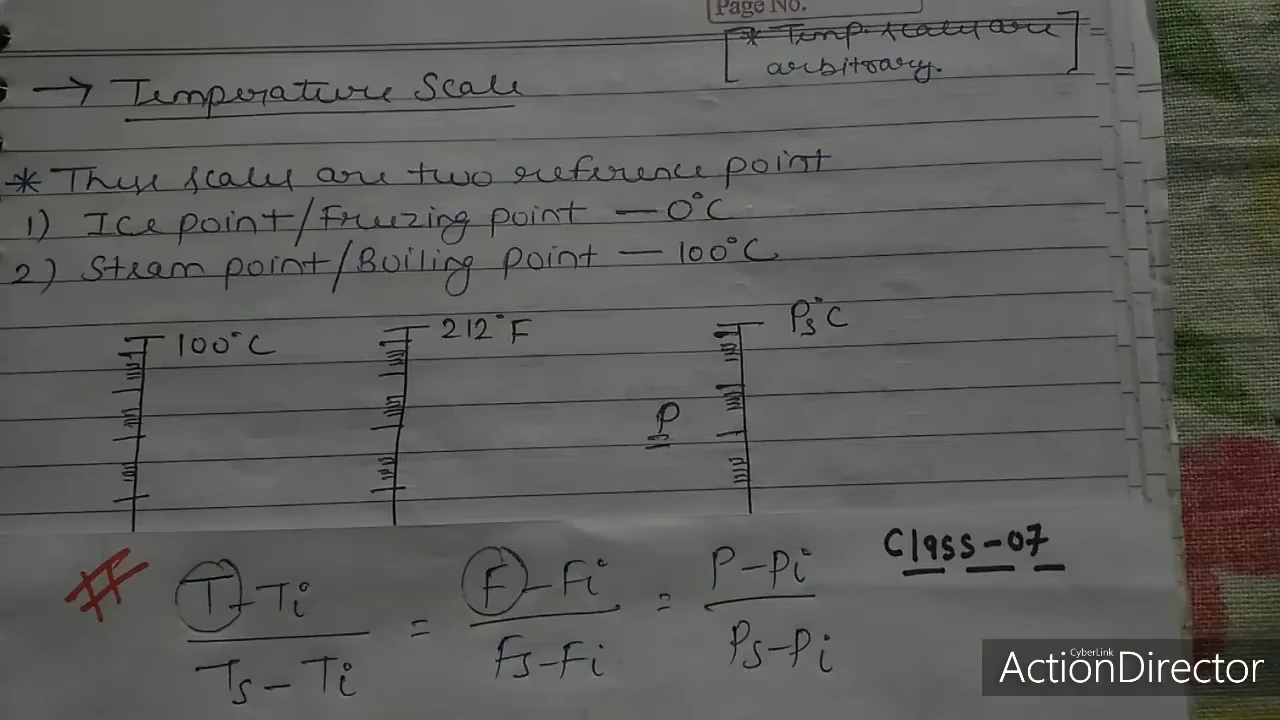 Page No.
[* Temp. scales are
arbitrary.]
→ Temperature Scale
* These scales are two reference point
1) Ice point/Freezing point — 0°C
2) Steam point/Boiling point — 100°C
100°C 212°F Ps°C
P
# T-Ti / Ts-Ti = F-Fi / Fs-Fi = P-Pi / Ps-Pi
Class-07
CyberLink
ActionDirector